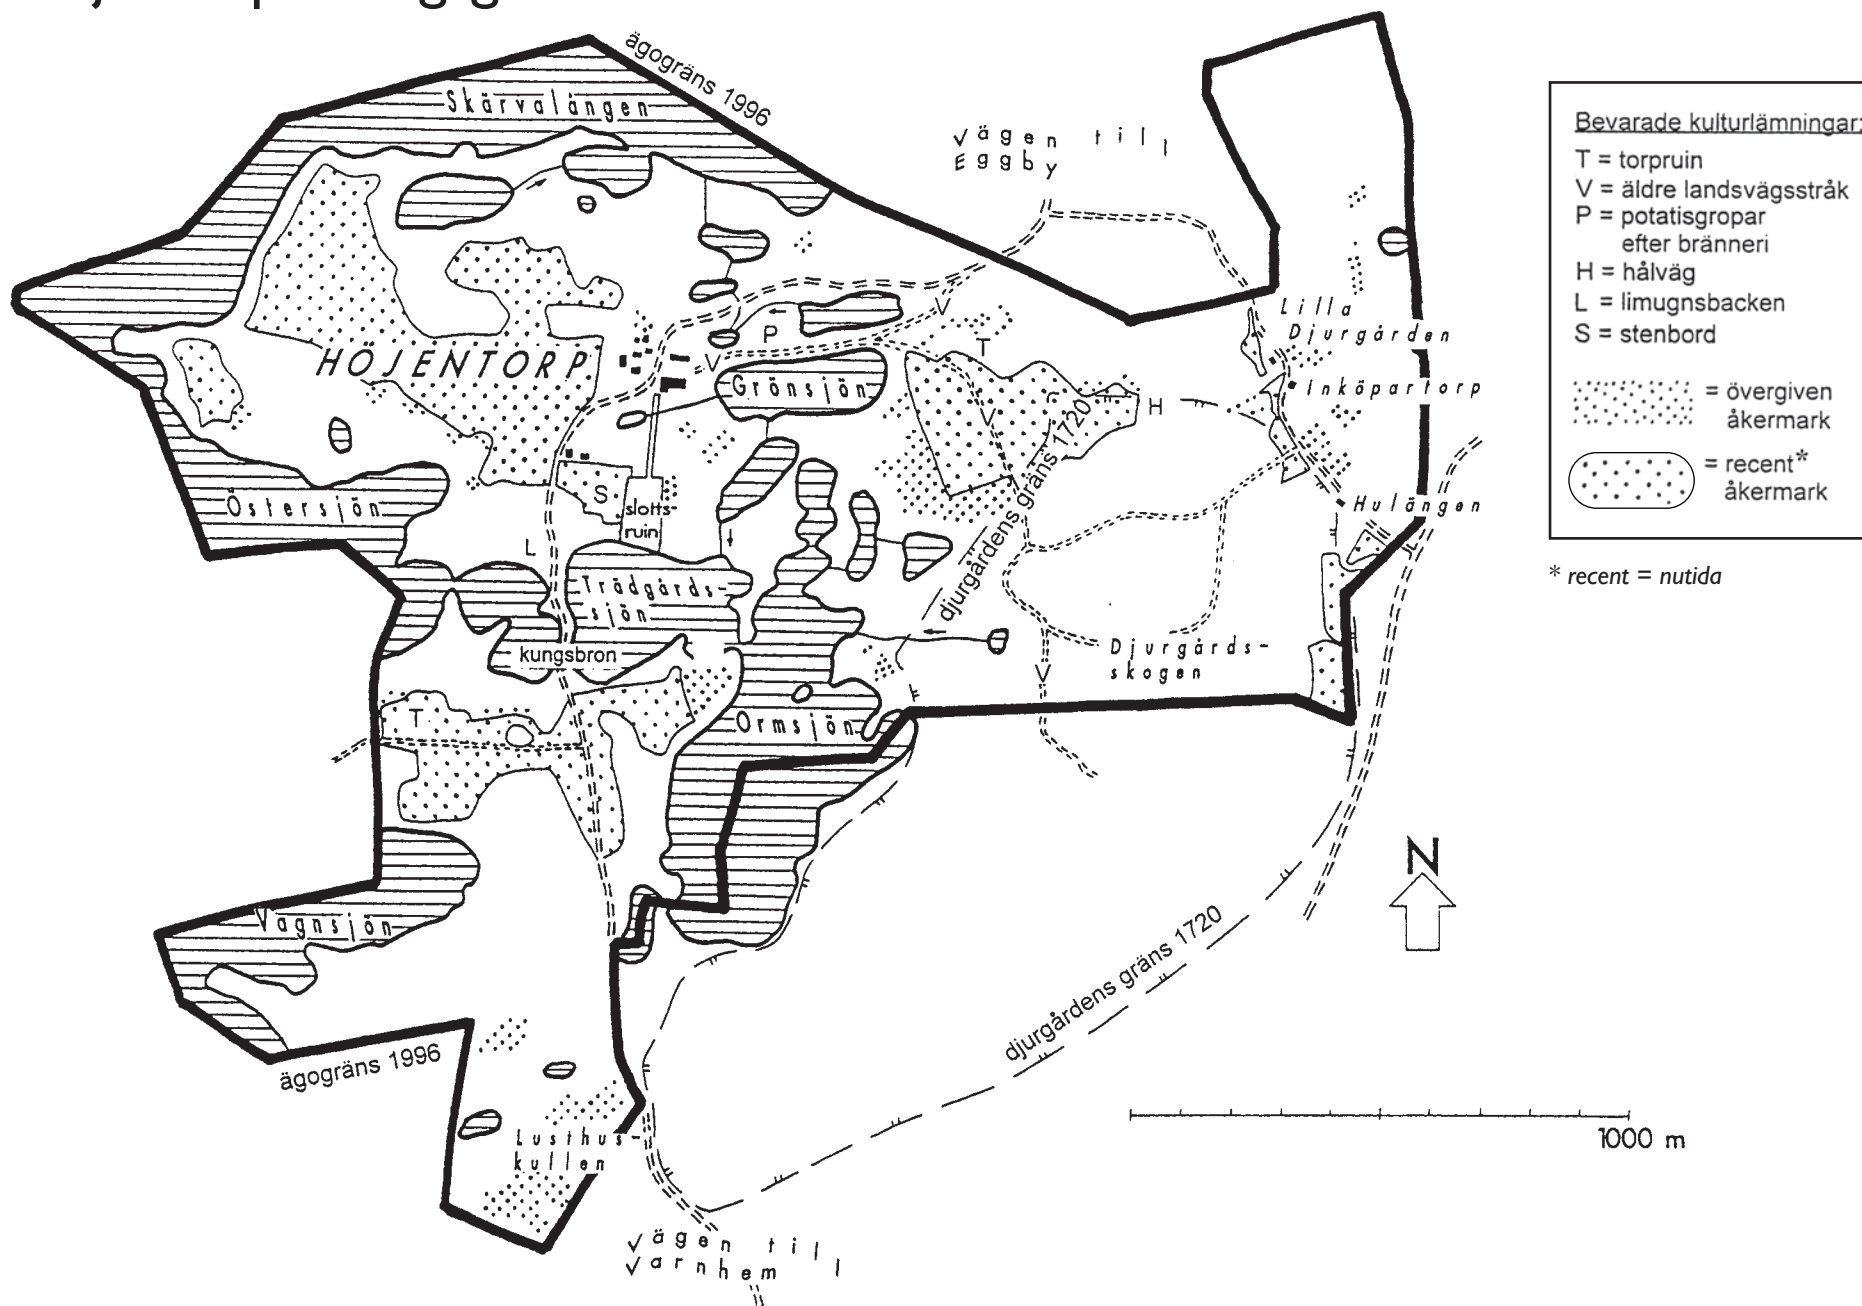 ägogräns 1996
Skärvalängen
Vägen till
Eggby
V
P
T
Lilla
Djurgården
HÖJENTORP
V
Grönsjön
V
Inköpartorp
H
djurgårdens gräns 1720
Östersjön
S
slotts-
ruin
Hulängen
L
Trädgårds-
sjön
kungsbron
Djurgårds-
skogen
V
T
Ormsjön
Vagnsjön
ägogräns 1996
djurgårdens gräns 1720
Lusthus-
kullen
Vägen till
Varnhem
N
1000 m
Bevarade kulturlämningar:
T = torpruin
V = äldre landsvägsstråk
P = potatisgropar
efter bränneri
H = hålväg
L = limugnsbacken
S = stenbord
= övergiven
åkermark
= recent*
åkermark
* recent = nutida